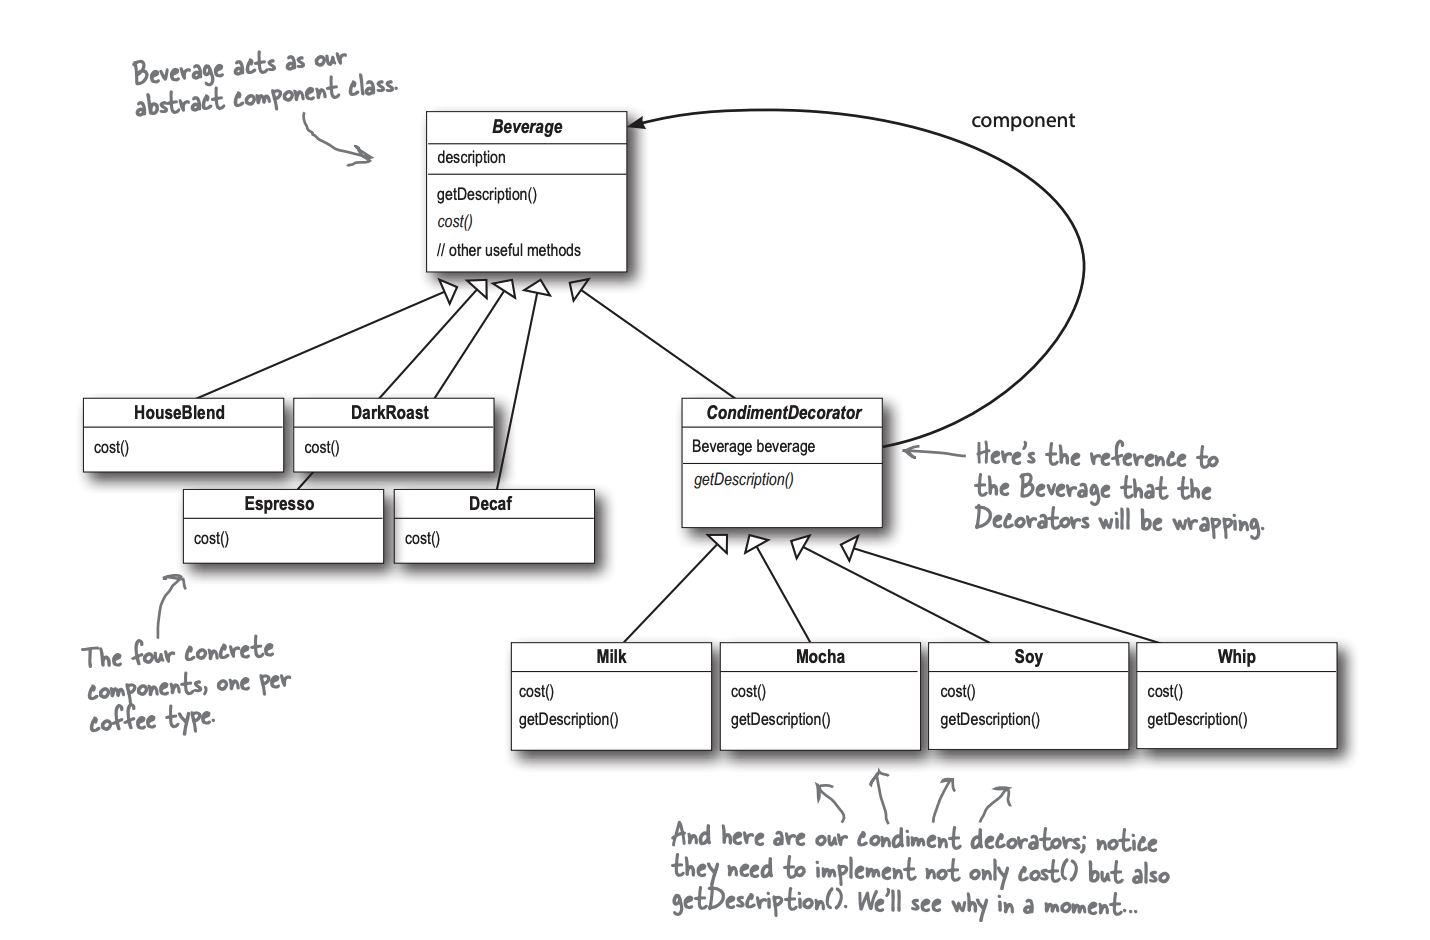 Beverage acts as our
abstract component class.
Beverage
description
getDescription()
cost()
// other useful methods
component
HouseBlend
cost()
DarkRoast
cost()
Espresso
cost()
Decaf
cost()
CondimentDecorator
Beverage beverage
getDescription()
Here's the reference to
the Beverage that the
Decorators will be wrapping.
The four concrete
components, one per
coffee type.
Milk
cost()
getDescription()
Mocha
cost()
getDescription()
Soy
cost()
getDescription()
Whip
cost()
getDescription()
And here are our condiment decorators; notice
they need to implement not only cost() but also
getDescription(). We'll see why in a moment...